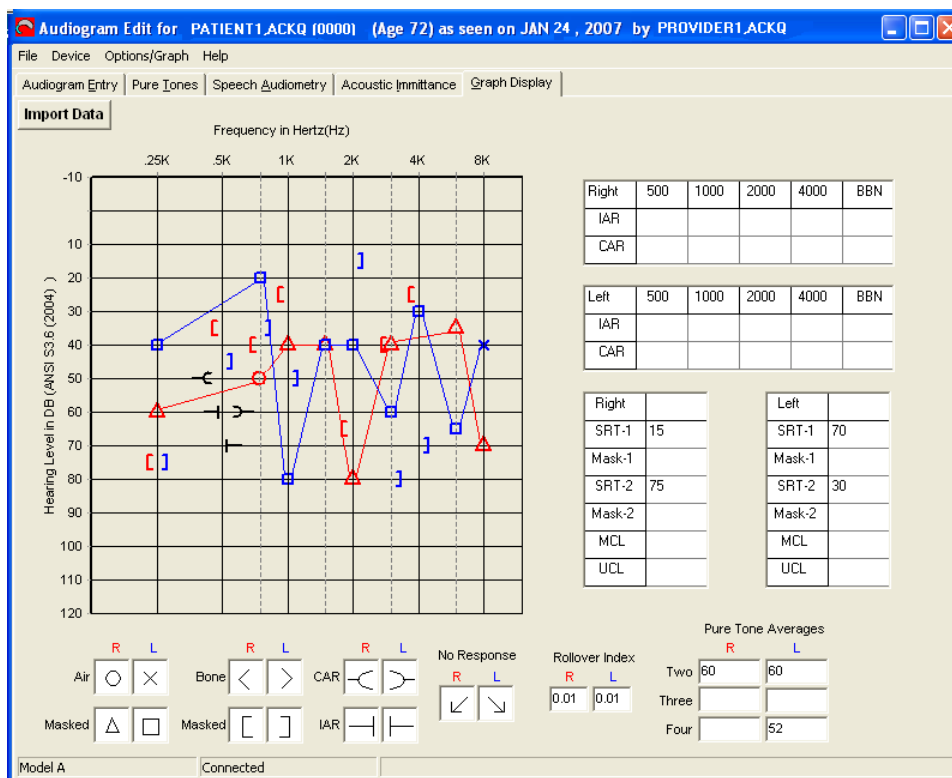 Audiogram Edit for PATIENT1,ACKQ (0000) (Age 72) as seen on JAN 24 , 2007 by PROVIDER1,ACKQ
File Device Options/Graph Help
Audiogram Entry Pure Tones Speech Audiometry Acoustic Immittance Graph Display
Import Data
Frequency in Hertz(Hz)
.25K .5K 1K 2K 4K 8K
Hearing Level in DB (ANSI S3.6 (2004) )
-10
10
20
30
40
50
60
70
80
90
100
110
120
Right 500 1000 2000 4000 BBN
IAR
CAR
Left 500 1000 2000 4000 BBN
IAR
CAR
Right
SRT-1 15
Mask-1
SRT-2 75
Mask-2
MCL
UCL
Left
SRT-1 70
Mask-1
SRT-2 30
Mask-2
MCL
UCL
R L
Air
Masked
R L
Bone
Masked
R L
CAR
IAR
No Response
R L
Rollover Index
R L
0.01 0.01
Pure Tone Averages
R L
Two 60 60
Three
Four 52
Model A Connected